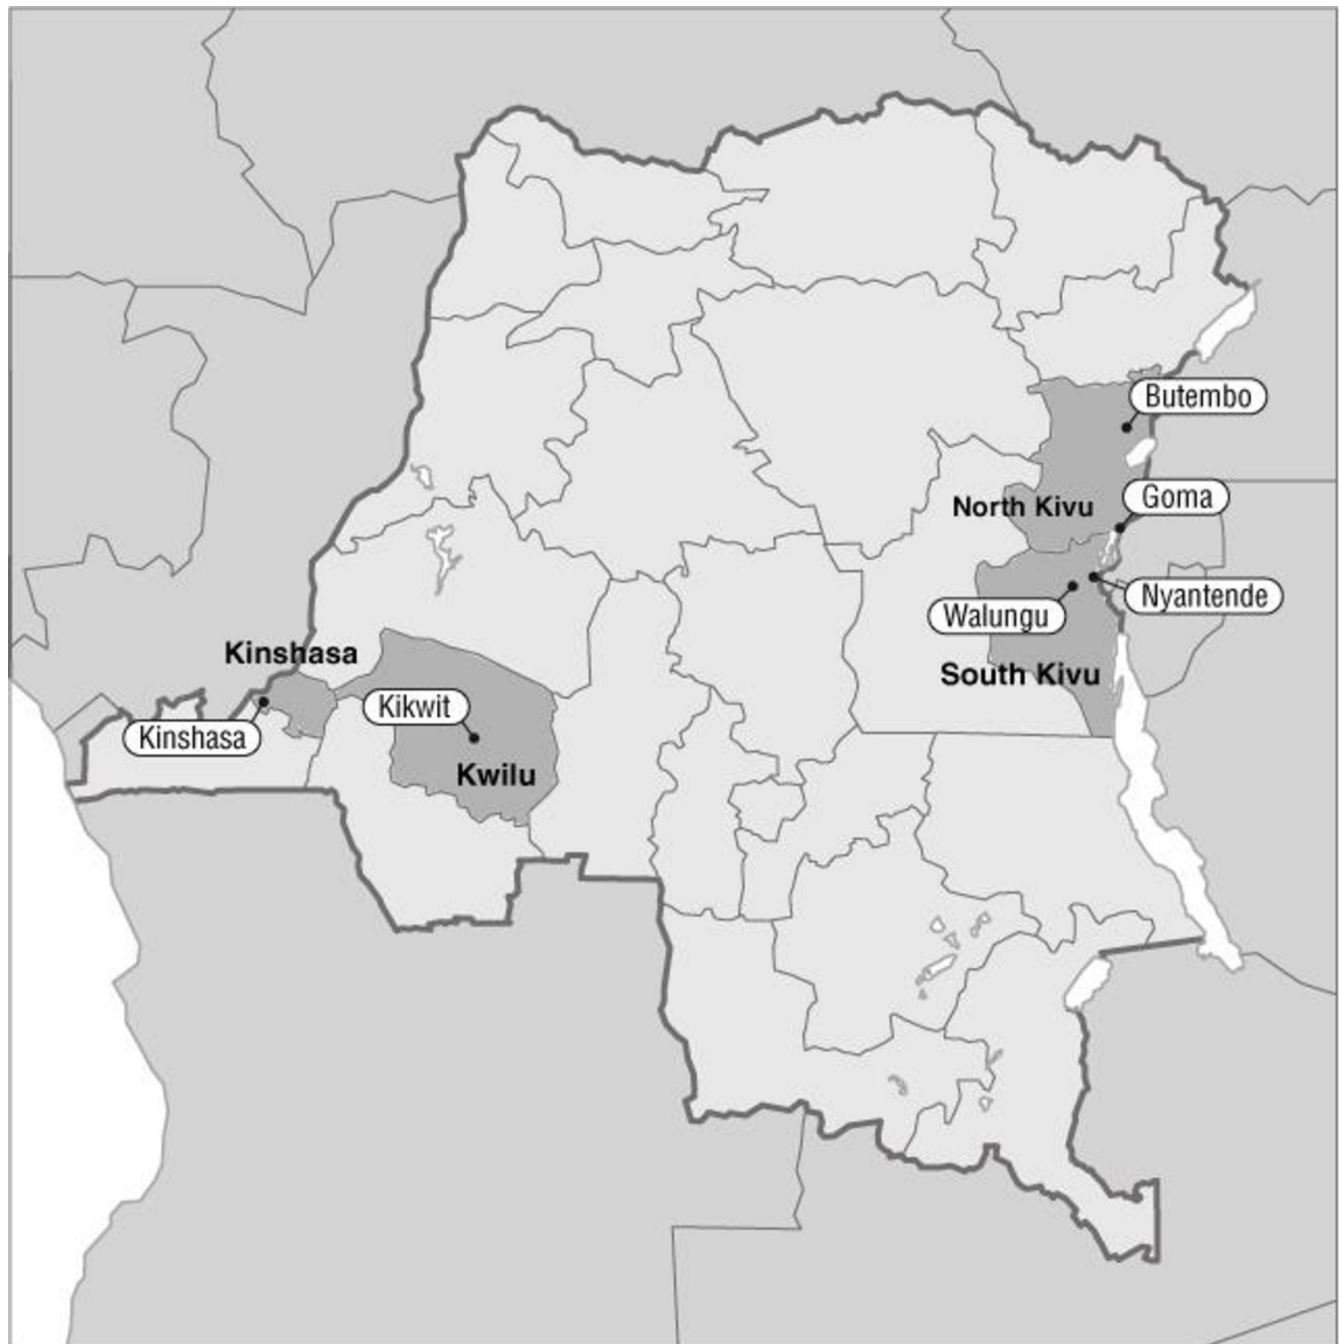 Butembo
Goma
North Kivu
Nyantende
Walungu
Kinshasa
South Kivu
Kikwit
Kinshasa
Kwilu